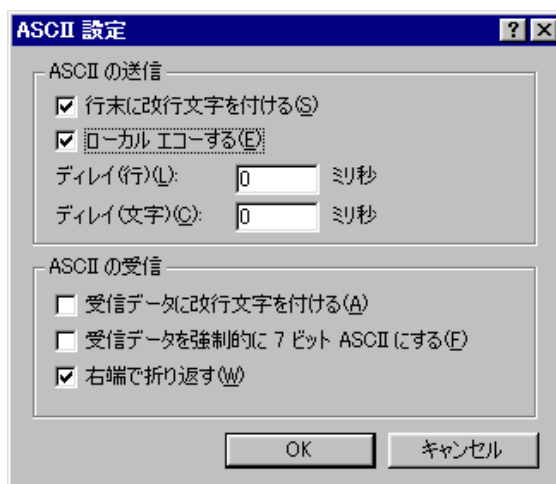 ASCII 設定
ASCII の送信
行末に改行文字を付ける(S)
ローカル エコーする(E)
ディレイ(行)(L): 0 ミリ秒
ディレイ(文字)(C): 0 ミリ秒
ASCII の受信
受信データに改行文字を付ける(A)
受信データを強制的に 7 ビット ASCII にする(F)
右端で折り返す(W)
OK キャンセル